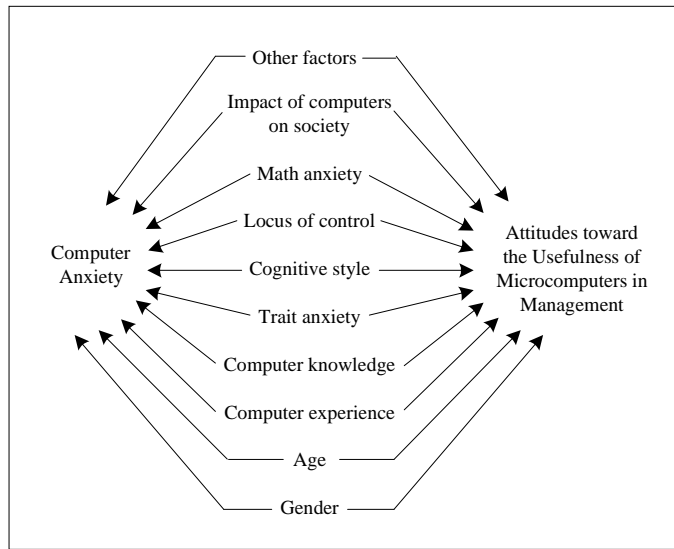 Other factors
Impact of computers
on society
Math anxiety
Locus of control
Computer
Anxiety
Cognitive style
Attitudes toward
the Usefulness of
Microcomputers in
Management
Trait anxiety
Computer knowledge
Computer experience
Age
Gender